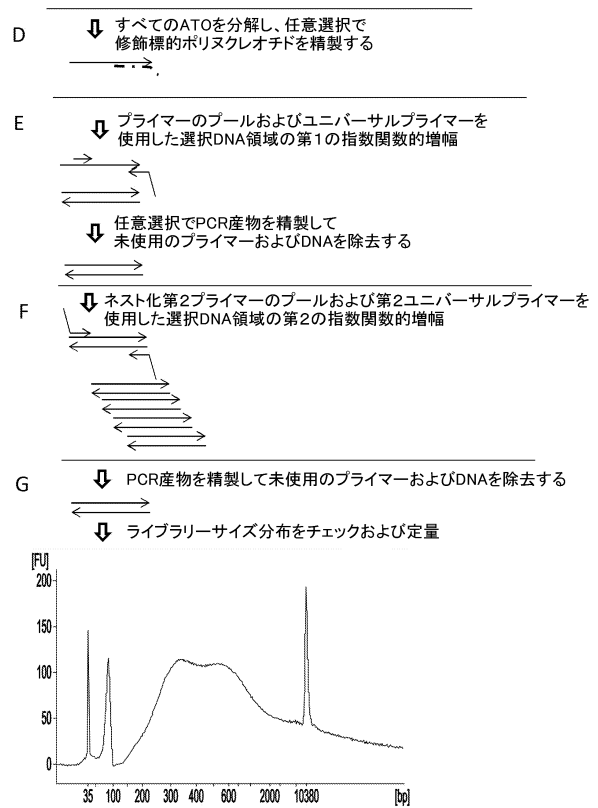 D
すべてのATOを分解し、任意選択で
修飾標的ポリヌクレオチドを精製する
E
プライマーのプールおよびユニバーサルプライマーを
使用した選択DNA領域の第１の指数関数的増幅
任意選択でPCR産物を精製して
未使用のプライマーおよびDNAを除去する
F
ネスト化第2プライマーのプールおよび第２ユニバーサルプライマーを
使用した選択DNA領域の第２の指数関数的増幅
G
PCR産物を精製して未使用のプライマーおよびDNAを除去する
ライブラリーサイズ分布をチェックおよび定量
[FU]
200
150
100
50
0
35 100 200 300 400 600 2000 10380 [bp]